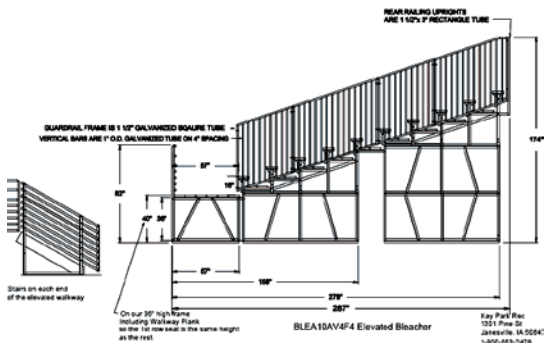 REAR RAILING UPRIGHTS
ARE 1 1/2"x 3" RECTANGLE TUBE
GUARDRAIL FRAME IS 1 1/2" GALVANIZED SQAURE TUBE
VERTICAL BARS ARE 1" O.D. GALVANIZED TUBE ON 4" SPACING
174"
57"
16"
82"
40"
36"
57"
Stairs on each end
of the elevated walkway
278"
287"
On our 36" high frame
Including Walkway Plank
so the 1st row seat is the same height
as the rest.
BLEA10AV4F4 Elevated Bleacher
Kay Park Rec
1301 Pine St
Janesville, IA 50647